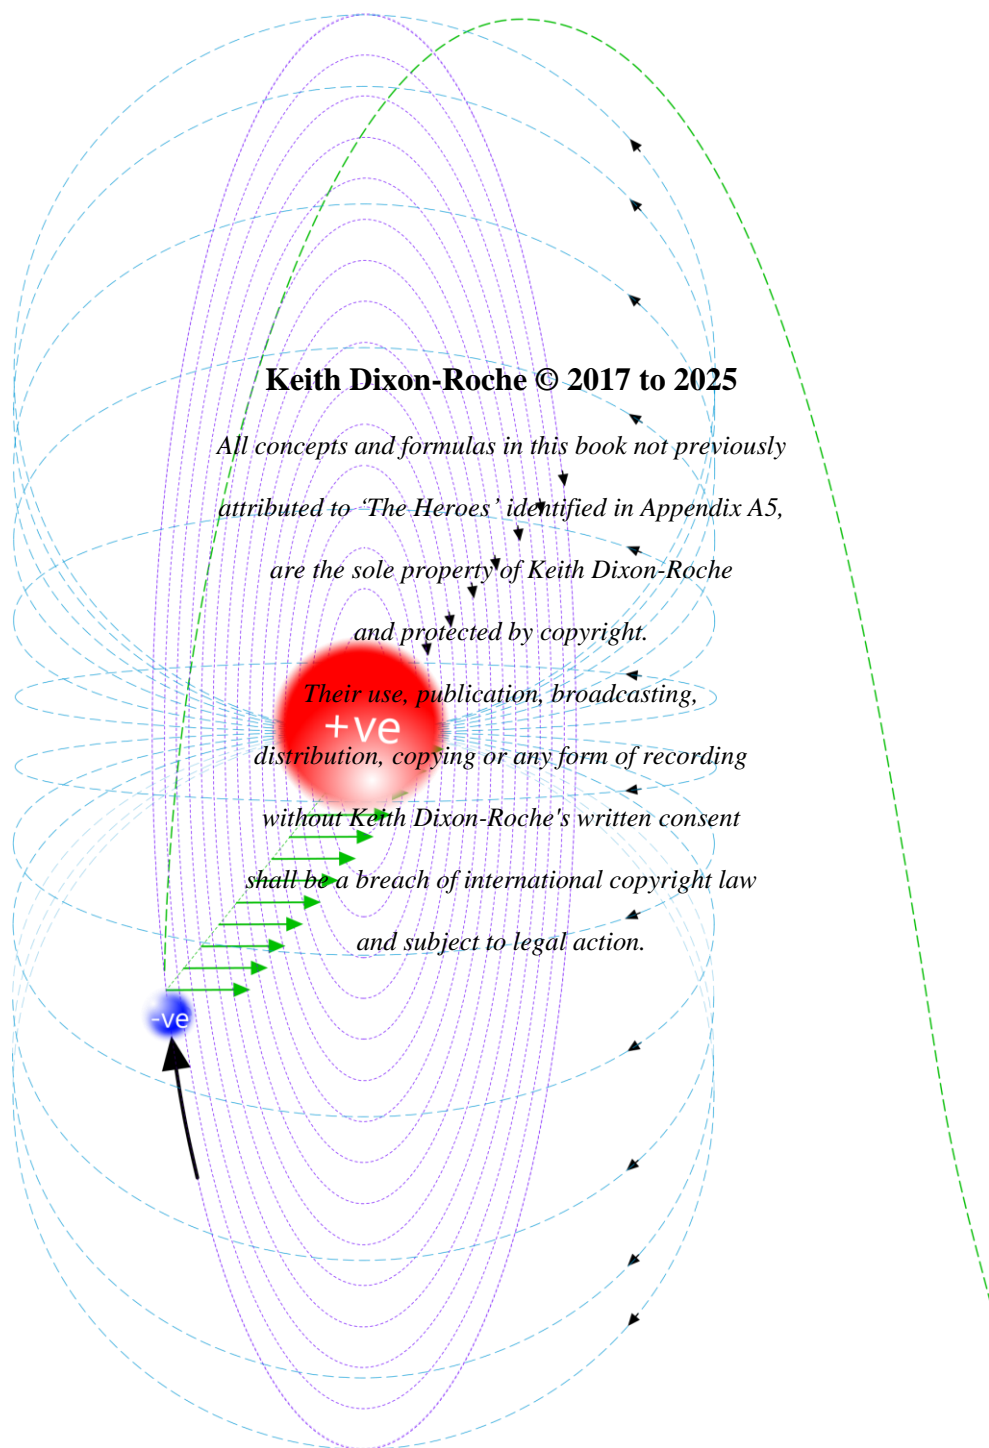 Keith Dixon-Roche © 2017 to 2025
All concepts and formulas in this book not previously
attributed to ‘The Heroes’ identified in Appendix A5,
are the sole property of Keith Dixon-Roche
and protected by copyright.
Their use, publication, broadcasting,
+ve
distribution, copying or any form of recording
without Keith Dixon-Roche's written consent
shall be a breach of international copyright law
and subject to legal action.
-ve